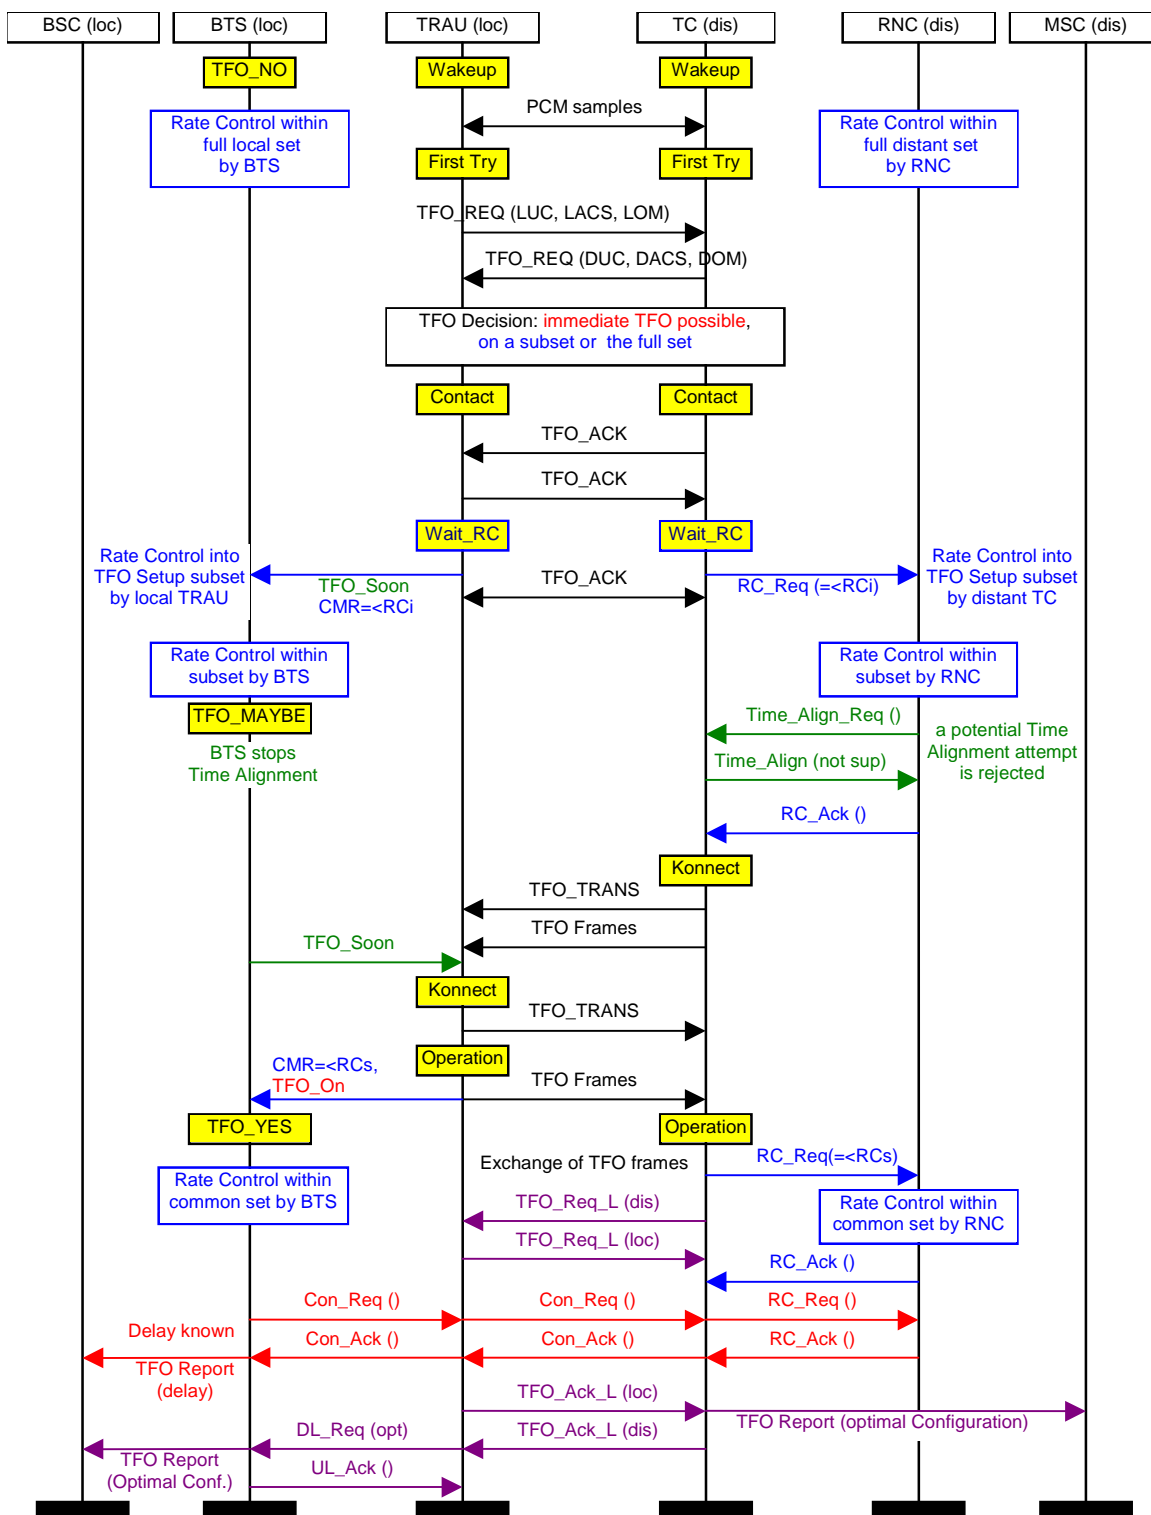 BSC (loc) BTS (loc) TRAU (loc) TC (dis) RNC (dis) MSC (dis)
TFO_NO Wakeup Wakeup
PCM samples
Rate Control within
full local set
by BTS
Rate Control within
full distant set
by RNC
First Try First Try
TFO_REQ (LUC, LACS, LOM)
TFO_REQ (DUC, DACS, DOM)
TFO Decision: immediate TFO possible,
on a subset or the full set
Contact Contact
TFO_ACK
TFO_ACK
Wait_RC Wait_RC
Rate Control into
TFO Setup subset
by local TRAU
TFO_Soon
CMR=<RCi
TFO_ACK
RC_Req (=<RCi)
Rate Control into
TFO Setup subset
by distant TC
Rate Control within
subset by BTS
Rate Control within
subset by RNC
TFO_MAYBE
BTS stops
Time Alignment
Time_Align_Req ()
Time_Align (not sup)
a potential Time
Alignment attempt
is rejected
RC_Ack ()
Konnect
TFO_TRANS
TFO Frames
TFO_Soon
Konnect
TFO_TRANS
Operation
CMR=<RCs,
TFO_On
TFO Frames
TFO_YES Operation
Exchange of TFO frames
RC_Req(=<RCs)
Rate Control within
common set by BTS
Rate Control within
common set by RNC
TFO_Req_L (dis)
TFO_Req_L (loc)
RC_Ack ()
Con_Req () Con_Req () RC_Req ()
Delay known
Con_Ack () Con_Ack () RC_Ack ()
TFO Report
(delay)
TFO_Ack_L (loc)
TFO Report (optimal Configuration)
DL_Req (opt) TFO_Ack_L (dis)
TFO Report
(Optimal Conf.)
UL_Ack ()